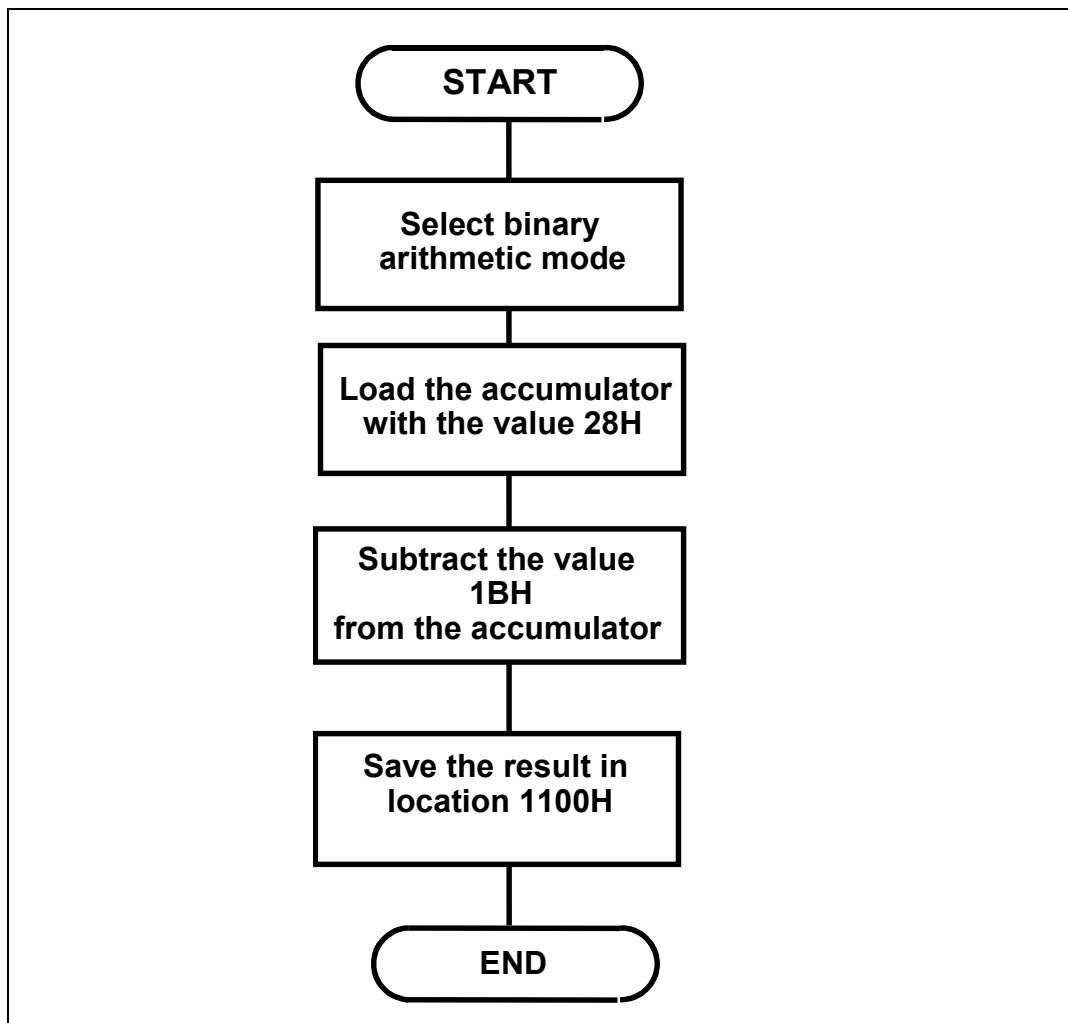 START
Select binary
arithmetic mode
Load the accumulator
with the value 28H
Subtract the value
1BH
from the accumulator
Save the result in
location 1100H
END